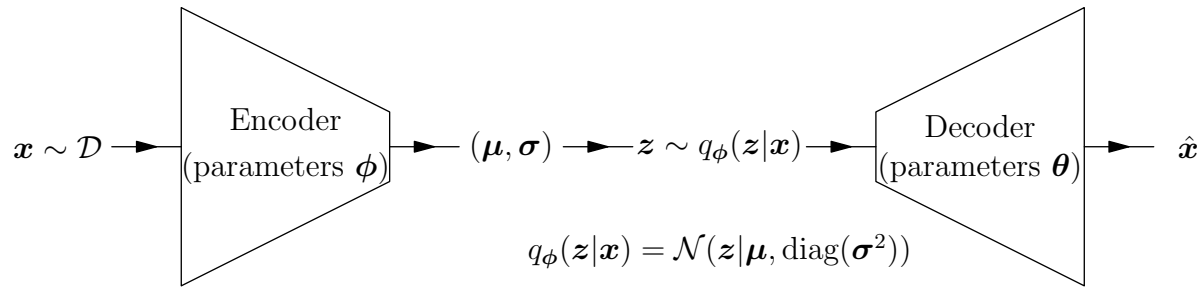 x ∼ 𝒟
Encoder
(parameters ϕ)
(μ, σ)
z ∼ q_ϕ(z|x)
Decoder
(parameters θ)
x̂
q_ϕ(z|x) = 𝒩(z|μ, diag(σ²))